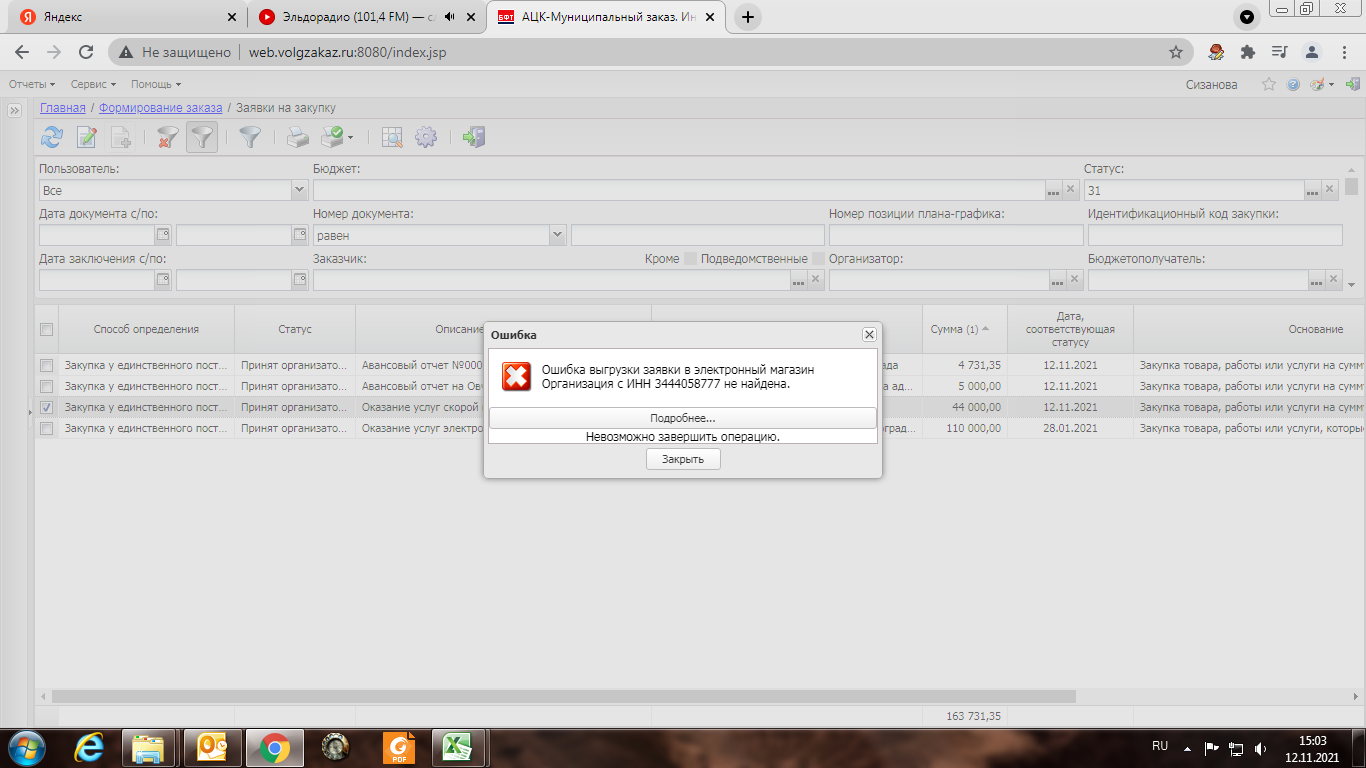 Яндекс
Эльдорадио (101,4 FM) — с
БФТ АЦК-Муниципальный заказ. Ин
Не защищено web.volgzakaz.ru:8080/index.jsp
Отчеты Сервис Помощь Сизанова
Главная / Формирование заказа / Заявки на закупку
Пользователь: Бюджет: Статус:
Все 31
Дата документа с/по: Номер документа: Номер позиции плана-графика: Идентификационный код закупки:
равен
Дата заключения с/по: Заказчик: Кроме Подведомственные Организатор: Бюджетополучатель:
Способ определения Статус Описание Сумма (1) Дата, соответствующая статусу Основание
Закупка у единственного пост... Принят организато... Авансовый отчет №000 ада 4 731,35 12.11.2021 Закупка товара, работы или услуги на сумм
Закупка у единственного пост... Принят организато... Авансовый отчет на Ов а ад... 5 000,00 12.11.2021 Закупка товара, работы или услуги на сумм
Закупка у единственного пост... Принят организато... Оказание услуг скорой 44 000,00 12.11.2021 Закупка товара, работы или услуги на сумм
Закупка у единственного пост... Принят организато... Оказание услуг электро оград... 110 000,00 28.01.2021 Закупка товара, работы или услуги, которы
Ошибка
Ошибка выгрузки заявки в электронный магазин
Организация с ИНН 3444058777 не найдена.
Подробнее...
Невозможно завершить операцию.
Закрыть
163 731,35
PDF
RU
15:03
12.11.2021